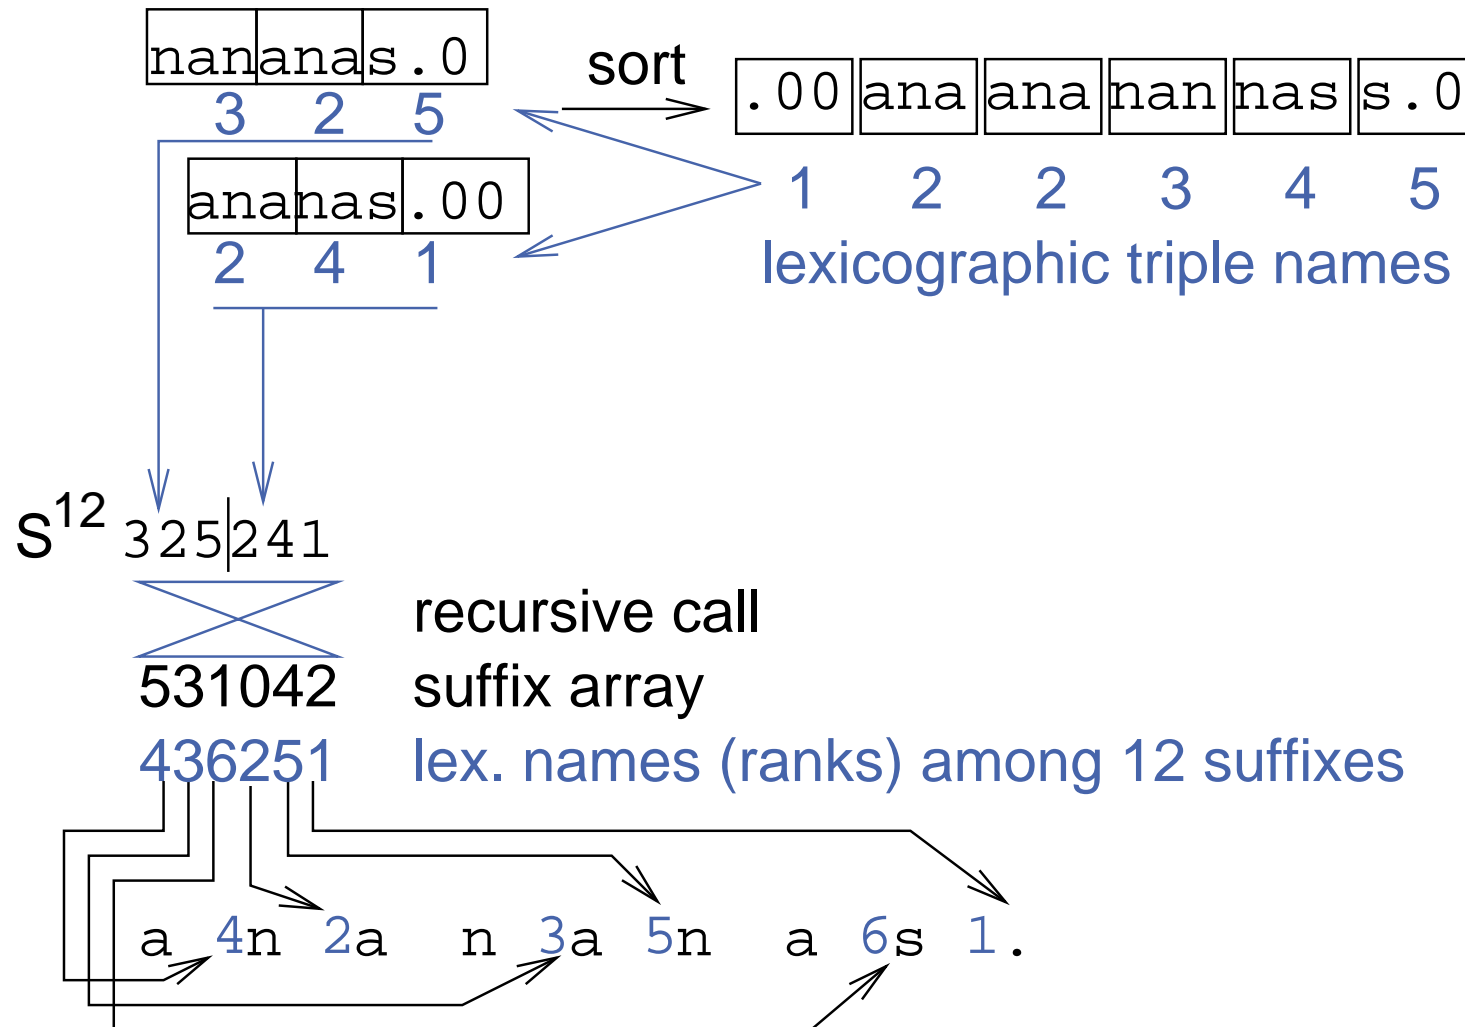 nan ana s.0
sort
.00 ana ana nan nas s.0
3 2 5
ana nas .00
1 2 2 3 4 5
2 4 1
lexicographic triple names
S12 325|241
recursive call
531042 suffix array
436251 lex. names (ranks) among 12 suffixes
a 4n 2a n 3a 5n a 6s 1.